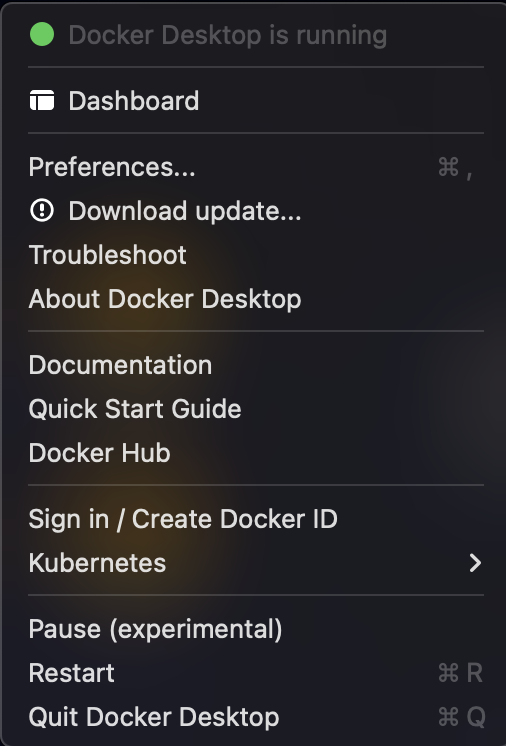 Docker Desktop is running
Dashboard
Preferences... ⌘ ,
Download update...
Troubleshoot
About Docker Desktop
Documentation
Quick Start Guide
Docker Hub
Sign in / Create Docker ID
Kubernetes
Pause (experimental)
Restart ⌘ R
Quit Docker Desktop ⌘ Q